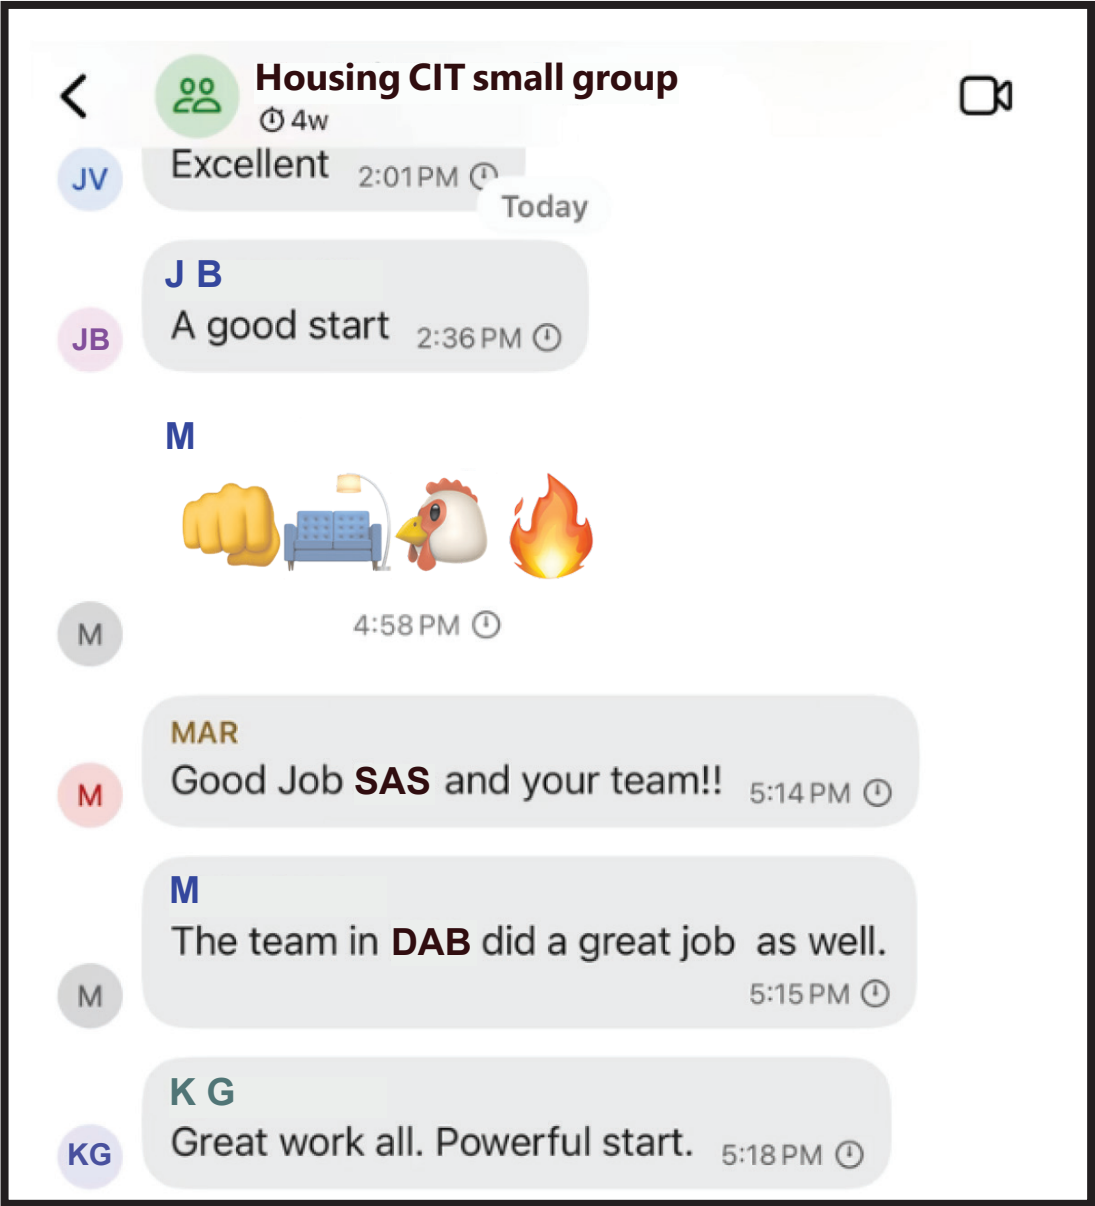 Housing CIT small group
4w
JV
Excellent 2:01 PM
Today
J B
JB
A good start 2:36 PM
M
4:58 PM
M
MAR
M
Good Job SAS and your team!! 5:14 PM
M
The team in DAB did a great job as well.
M
5:15 PM
K G
KG
Great work all. Powerful start. 5:18 PM